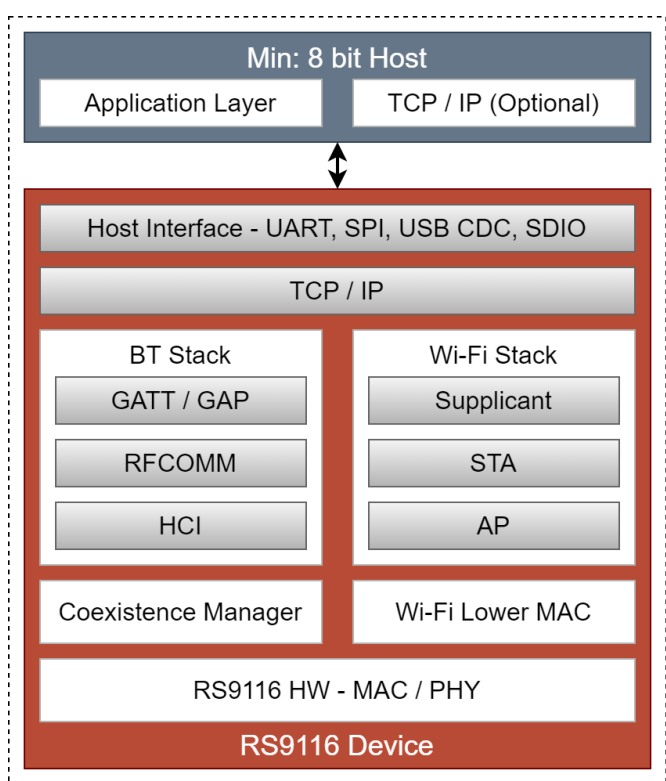 Min: 8 bit Host
Application Layer
TCP / IP (Optional)
Host Interface - UART, SPI, USB CDC, SDIO
TCP / IP
BT Stack
GATT / GAP
RFCOMM
HCI
Wi-Fi Stack
Supplicant
STA
AP
Coexistence Manager
Wi-Fi Lower MAC
RS9116 HW - MAC / PHY
RS9116 Device